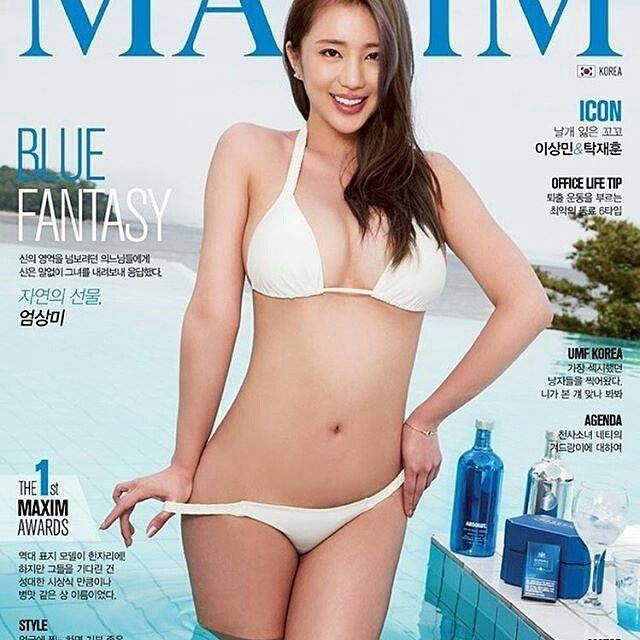 MAXIM
KOREA
ICON
날개 잃은 꼬꼬
이상민&탁재훈
OFFICE LIFE TIP
퇴출 운동을 부르는
최악의 동료 6타입
BLUE
FANTASY
신의 영역을 넘보려던 의느님들에게
신은 말없이 그녀를 내려보내 응답했다.
자연의 선물,
엄상미
UMF KOREA
가장 섹시했던
낭자들을 찍어왔다.
니가 본 걔 맞나 봐봐
AGENDA
천사소녀 네티의
겨드랑이에 대하여
THE 1st
MAXIM
AWARDS
역대 표지 모델이 한자리에!
하지만 그들을 기다린 건
성대한 시상식 만큼이나
병맛 같은 상 이름이었다.
STYLE
ABSOLUT